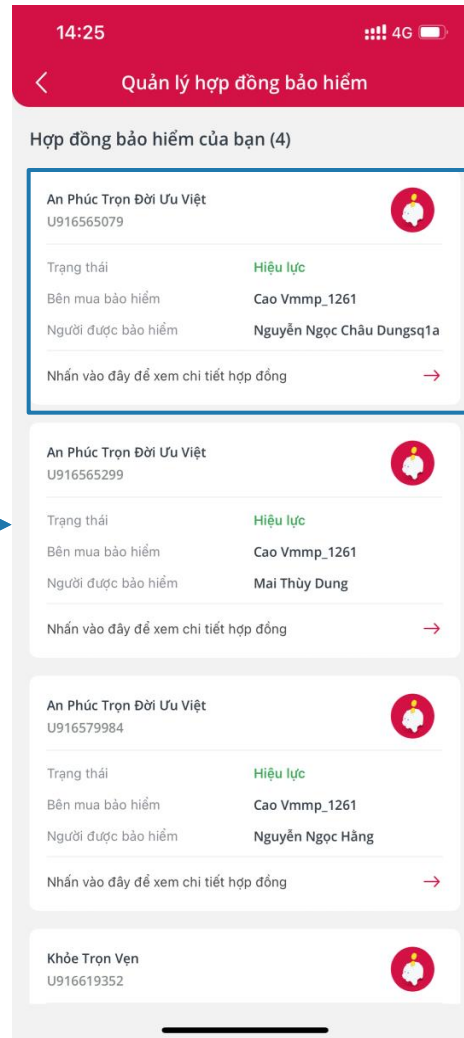 14:25 4G
Quản lý hợp đồng bảo hiểm
Hợp đồng bảo hiểm của bạn (4)
An Phúc Trọn Đời Ưu Việt
U916565079
Trạng thái Hiệu lực
Bên mua bảo hiểm Cao Vmmp_1261
Người được bảo hiểm Nguyễn Ngọc Châu Dungsq1a
Nhấn vào đây để xem chi tiết hợp đồng
An Phúc Trọn Đời Ưu Việt
U916565299
Trạng thái Hiệu lực
Bên mua bảo hiểm Cao Vmmp_1261
Người được bảo hiểm Mai Thùy Dung
Nhấn vào đây để xem chi tiết hợp đồng
An Phúc Trọn Đời Ưu Việt
U916579984
Trạng thái Hiệu lực
Bên mua bảo hiểm Cao Vmmp_1261
Người được bảo hiểm Nguyễn Ngọc Hằng
Nhấn vào đây để xem chi tiết hợp đồng
Khỏe Trọn Vẹn
U916619352